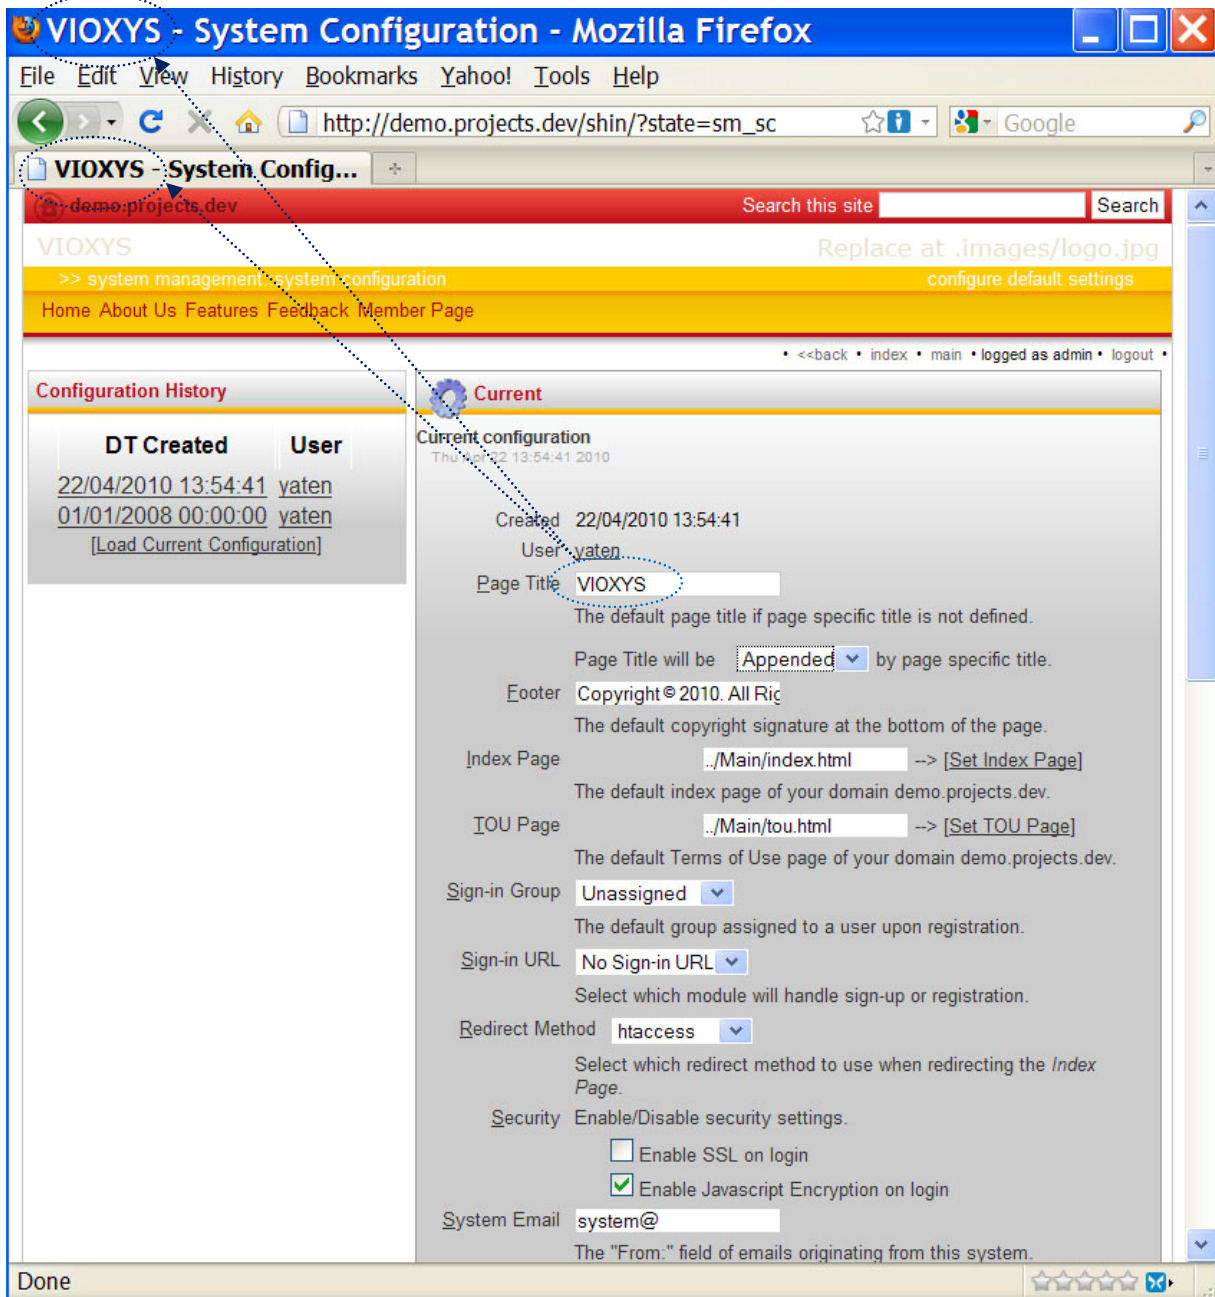 VIOXYS - System Configuration - Mozilla Firefox
File Edit View History Bookmarks Yahoo! Tools Help
http://demo.projects.dev/shin/?state=sm_sc Google
VIOXYS - System Config...
demo.projects.dev Search this site Search
VIOXYS Replace at .images/logo.jpg
>> system management: system configuration configure default settings
Home About Us Features Feedback Member Page
• <<back • index • main • logged as admin • logout •
Configuration History
DT Created User
22/04/2010 13:54:41 yaten
01/01/2008 00:00:00 yaten
[Load Current Configuration]
Current
Current configuration
Thu Apr 22 13:54:41 2010
Created 22/04/2010 13:54:41
User yaten
Page Title VIOXYS
The default page title if page specific title is not defined.
Page Title will be Appended by page specific title.
Footer Copyright © 2010. All Rig
The default copyright signature at the bottom of the page.
Index Page ../Main/index.html --> [Set Index Page]
The default index page of your domain demo.projects.dev.
TOU Page ../Main/tou.html --> [Set TOU Page]
The default Terms of Use page of your domain demo.projects.dev.
Sign-in Group Unassigned
The default group assigned to a user upon registration.
Sign-in URL No Sign-in URL
Select which module will handle sign-up or registration.
Redirect Method htaccess
Select which redirect method to use when redirecting the Index
Page.
Security Enable/Disable security settings.
Enable SSL on login
Enable Javascript Encryption on login
System Email system@
The "From:" field of emails originating from this system.
Done